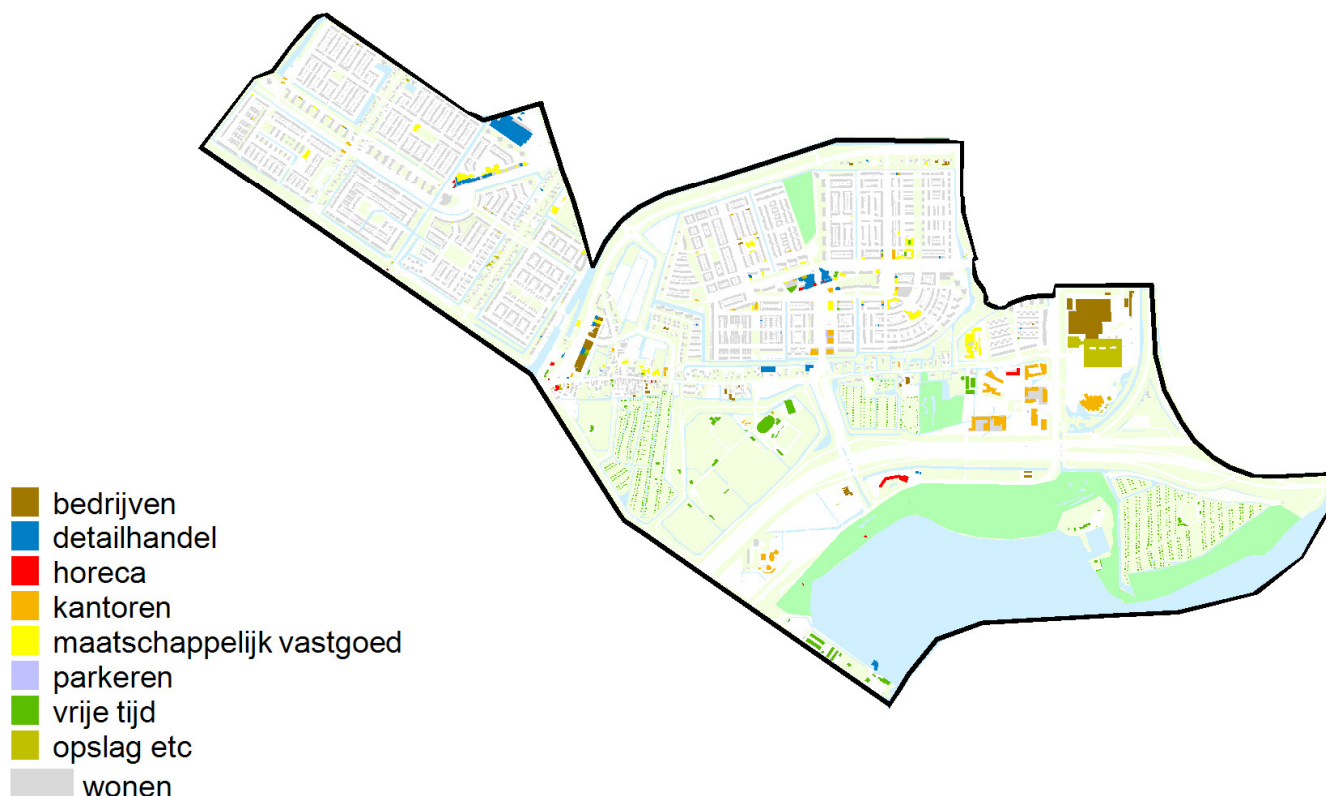 bedrijven
detailhandel
horeca
kantoren
maatschappelijk vastgoed
parkeren
vrije tijd
opslag etc
wonen